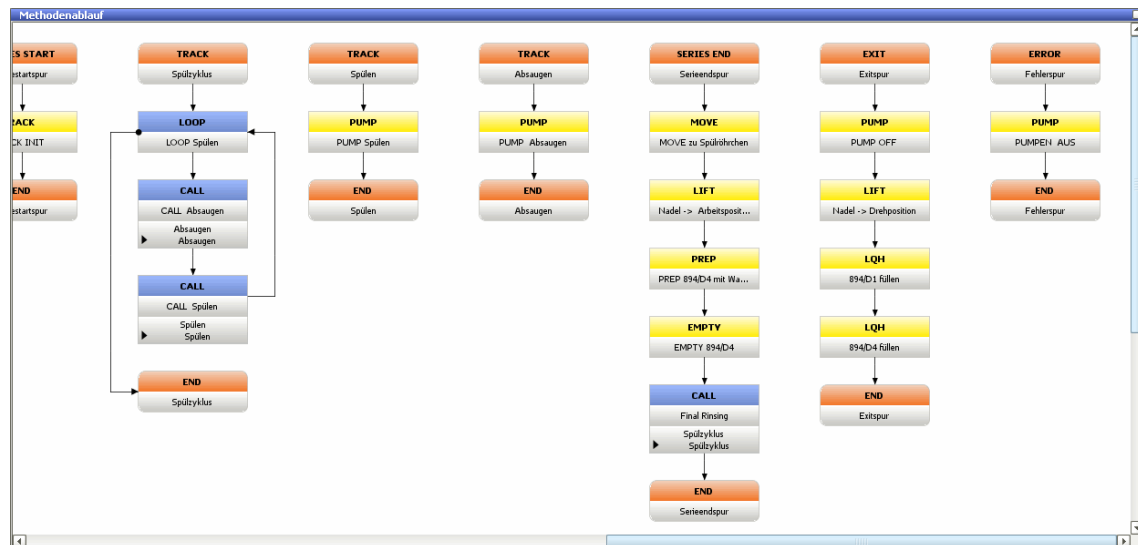 Methodenablauf
ES START
estartspur
RACK
CK INIT
END
estartspur
TRACK
Spülzyklus
LOOP
LOOP Spülen
CALL
CALL Absaugen
Absaugen
Absaugen
CALL
CALL Spülen
Spülen
Spülen
END
Spülzyklus
TRACK
Spülen
PUMP
PUMP Spülen
END
Spülen
TRACK
Absaugen
PUMP
PUMP Absaugen
END
Absaugen
SERIES END
Serieendspur
MOVE
MOVE zu Spülröhrchen
LIFT
Nadel -> Arbeitsposit...
PREP
PREP 894/D4 mit Wa...
EMPTY
EMPTY 894/D4
CALL
Final Rinsing
Spülzyklus
Spülzyklus
END
Serieendspur
EXIT
Exitspur
PUMP
PUMP OFF
LIFT
Nadel -> Drehposition
LQH
894/D1 füllen
LQH
894/D4 füllen
END
Exitspur
ERROR
Fehlerspur
PUMP
PUMPEN AUS
END
Fehlerspur